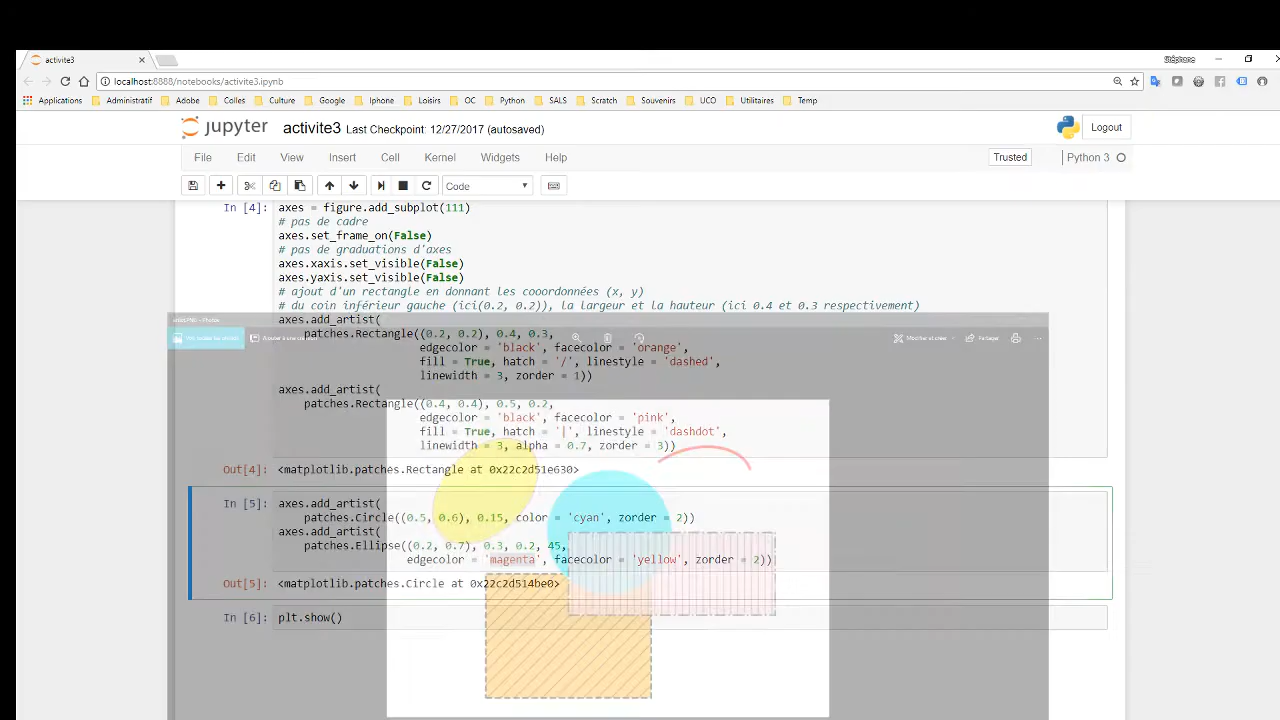 activite3
Stéphane
localhost:8888/notebooks/activite3.ipynb
Applications Administratif Adobe Colles Culture Google Iphone Loisirs OC Python SALS Scratch Souvenirs UCO Utilitaires Temp
jupyter activite3 Last Checkpoint: 12/27/2017 (autosaved)
Logout
File Edit View Insert Cell Kernel Widgets Help
Trusted
Python 3
Code
In [4]: axes = figure.add_subplot(111)
# pas de cadre
axes.set_frame_on(False)
# pas de graduations d'axes
axes.xaxis.set_visible(False)
axes.yaxis.set_visible(False)
# ajout d'un rectangle en donnant les cooordonnées (x, y)
# du coin inférieur gauche (ici(0.2, 0.2)), la largeur et la hauteur (ici 0.4 et 0.3 respectivement)
axes.add_artist(
patches.Rectangle((0.2, 0.2), 0.4, 0.3,
edgecolor = 'black', facecolor = 'orange',
fill = True, hatch = '/', linestyle = 'dashed',
linewidth = 3, zorder = 1))
axes.add_artist(
patches.Rectangle((0.4, 0.4), 0.5, 0.2,
edgecolor = 'black', facecolor = 'pink',
fill = True, hatch = '|', linestyle = 'dashdot',
linewidth = 3, alpha = 0.7, zorder = 3))
Out[4]: <matplotlib.patches.Rectangle at 0x22c2d51e630>
In [5]: axes.add_artist(
patches.Circle((0.5, 0.6), 0.15, color = 'cyan', zorder = 2))
axes.add_artist(
patches.Ellipse((0.2, 0.7), 0.3, 0.2, 45,
edgecolor = 'magenta', facecolor = 'yellow', zorder = 2))
Out[5]: <matplotlib.patches.Circle at 0x22c2d514be0>
In [6]: plt.show()
Modifier et créer
Partager